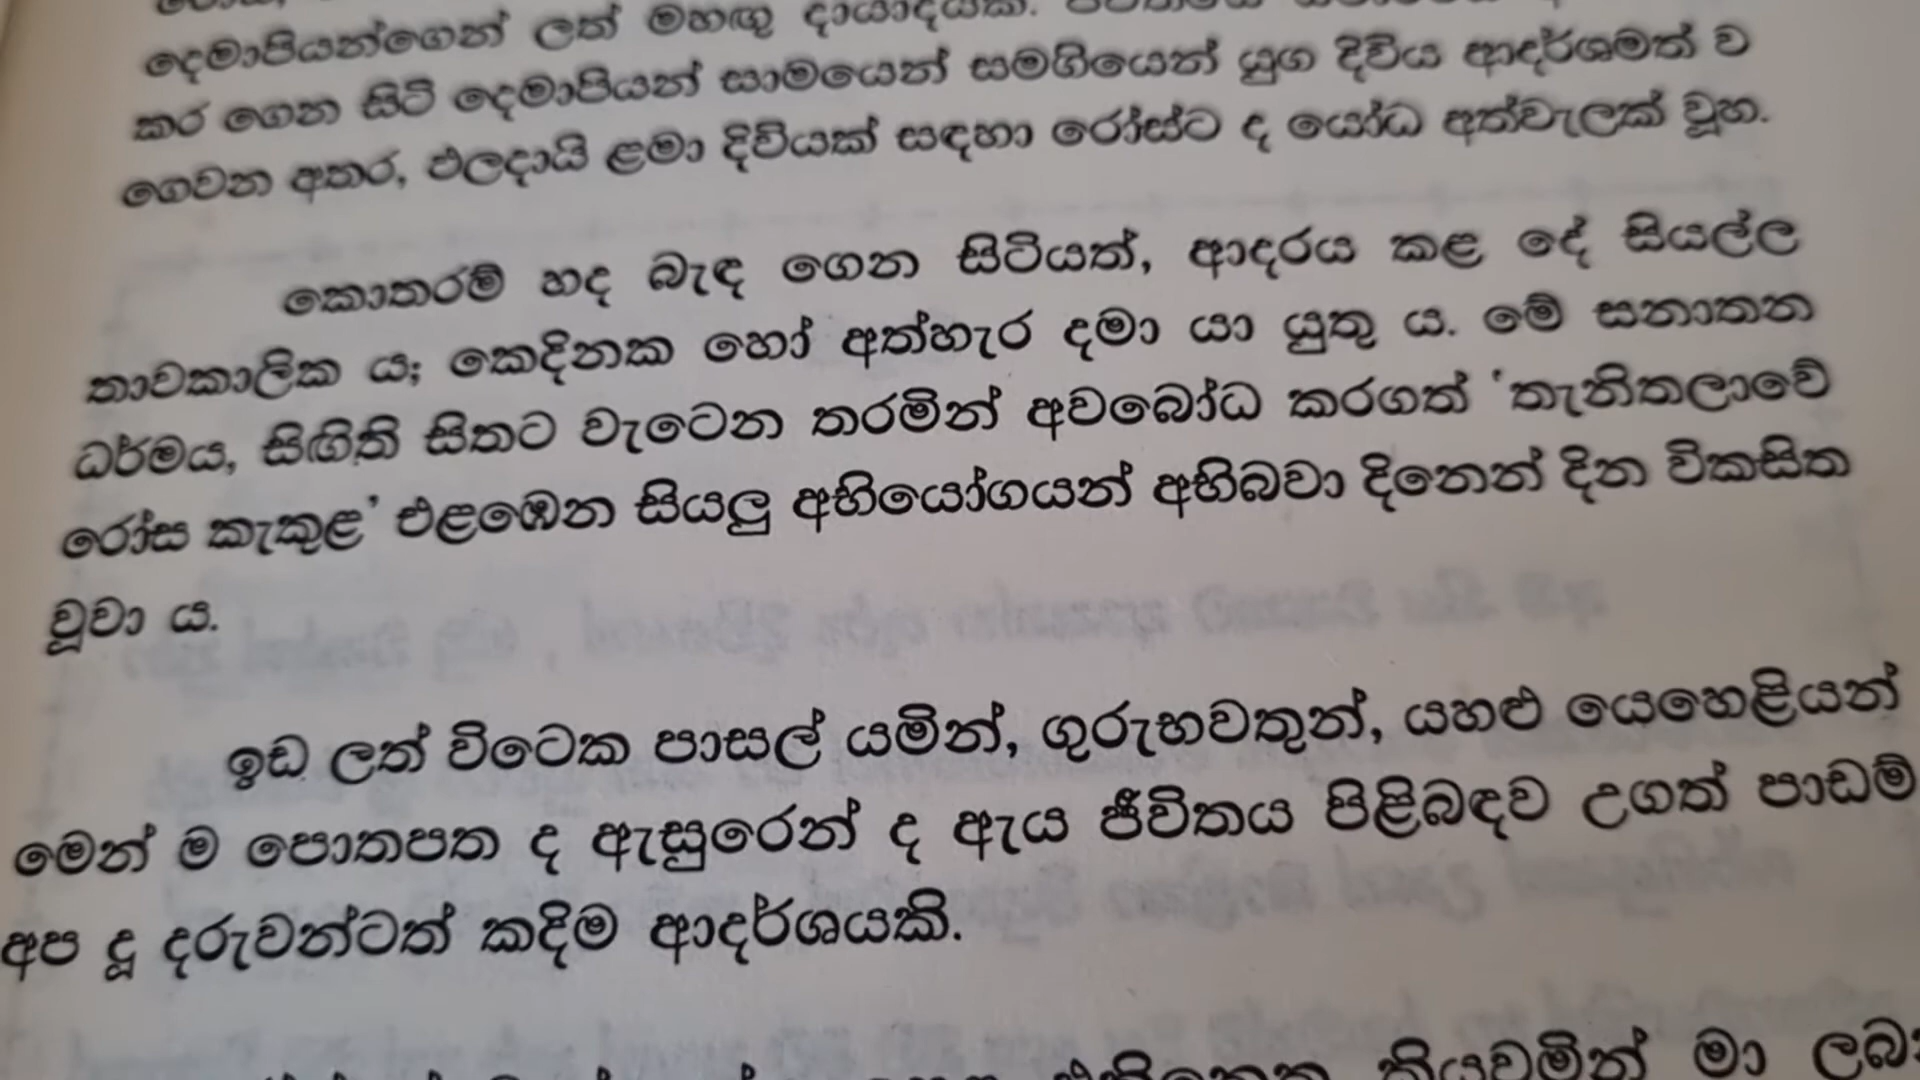 දෙමාපියන්ගෙන් ලත් මහඟු දායාදයකි.
කර ගෙන සිටි දෙමාපියන් සාමයෙන් සමගියෙන් යුග දිවිය ආදර්ශමත් ව
ගෙවන අතර, ඵලදායි ළමා දිවියක් සඳහා රෝස්ට ද යෝධ අත්වැලක් වූහ.
කොතරම් හද බැඳ ගෙන සිටියත්, ආදරය කළ දේ සියල්ල
තාවකාලික ය; කෙදිනක හෝ අත්හැර දමා යා යුතු ය. මේ සනාතන
ධර්මය, සිඟිති සිතට වැටෙන තරමින් අවබෝධ කරගත් ‘තැනිතලාවේ
රෝස කැකුළ’ එළඹෙන සියලු අභියෝගයන් අභිබවා දිනෙන් දින විකසිත
වූවා ය.
ඉඩ ලත් විටෙක පාසල් යමින්, ගුරුභවතුන්, යහළු යෙහෙළියන්
මෙන් ම පොතපත ද ඇසුරෙන් ද ඇය ජීවිතය පිළිබඳව උගත් පාඩම්
අප දූ දරුවන්ටත් කදිම ආදර්ශයකි.
කියවමින් මා